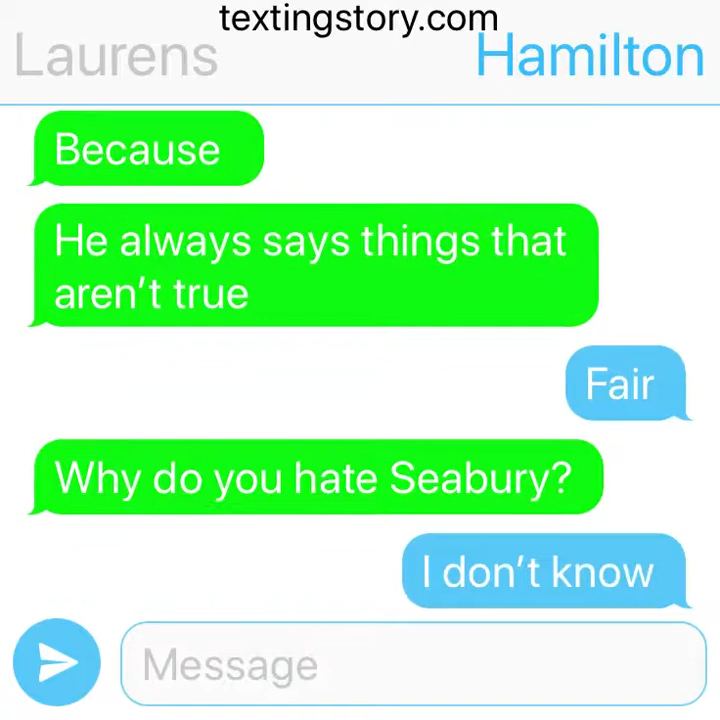 textingstory.com
Laurens
Hamilton
Because
He always says things that
aren’t true
Fair
Why do you hate Seabury?
I don’t know
Message